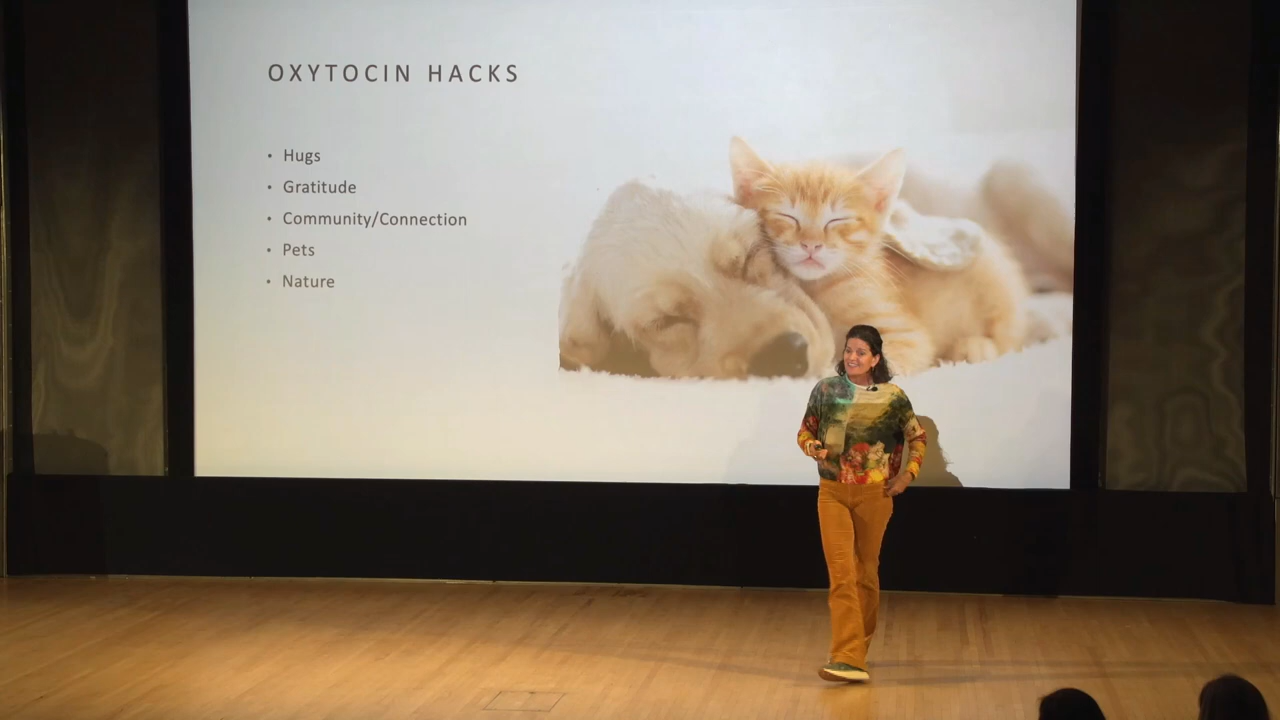 OXYTOCIN HACKS
• Hugs
• Gratitude
• Community/Connection
• Pets
• Nature